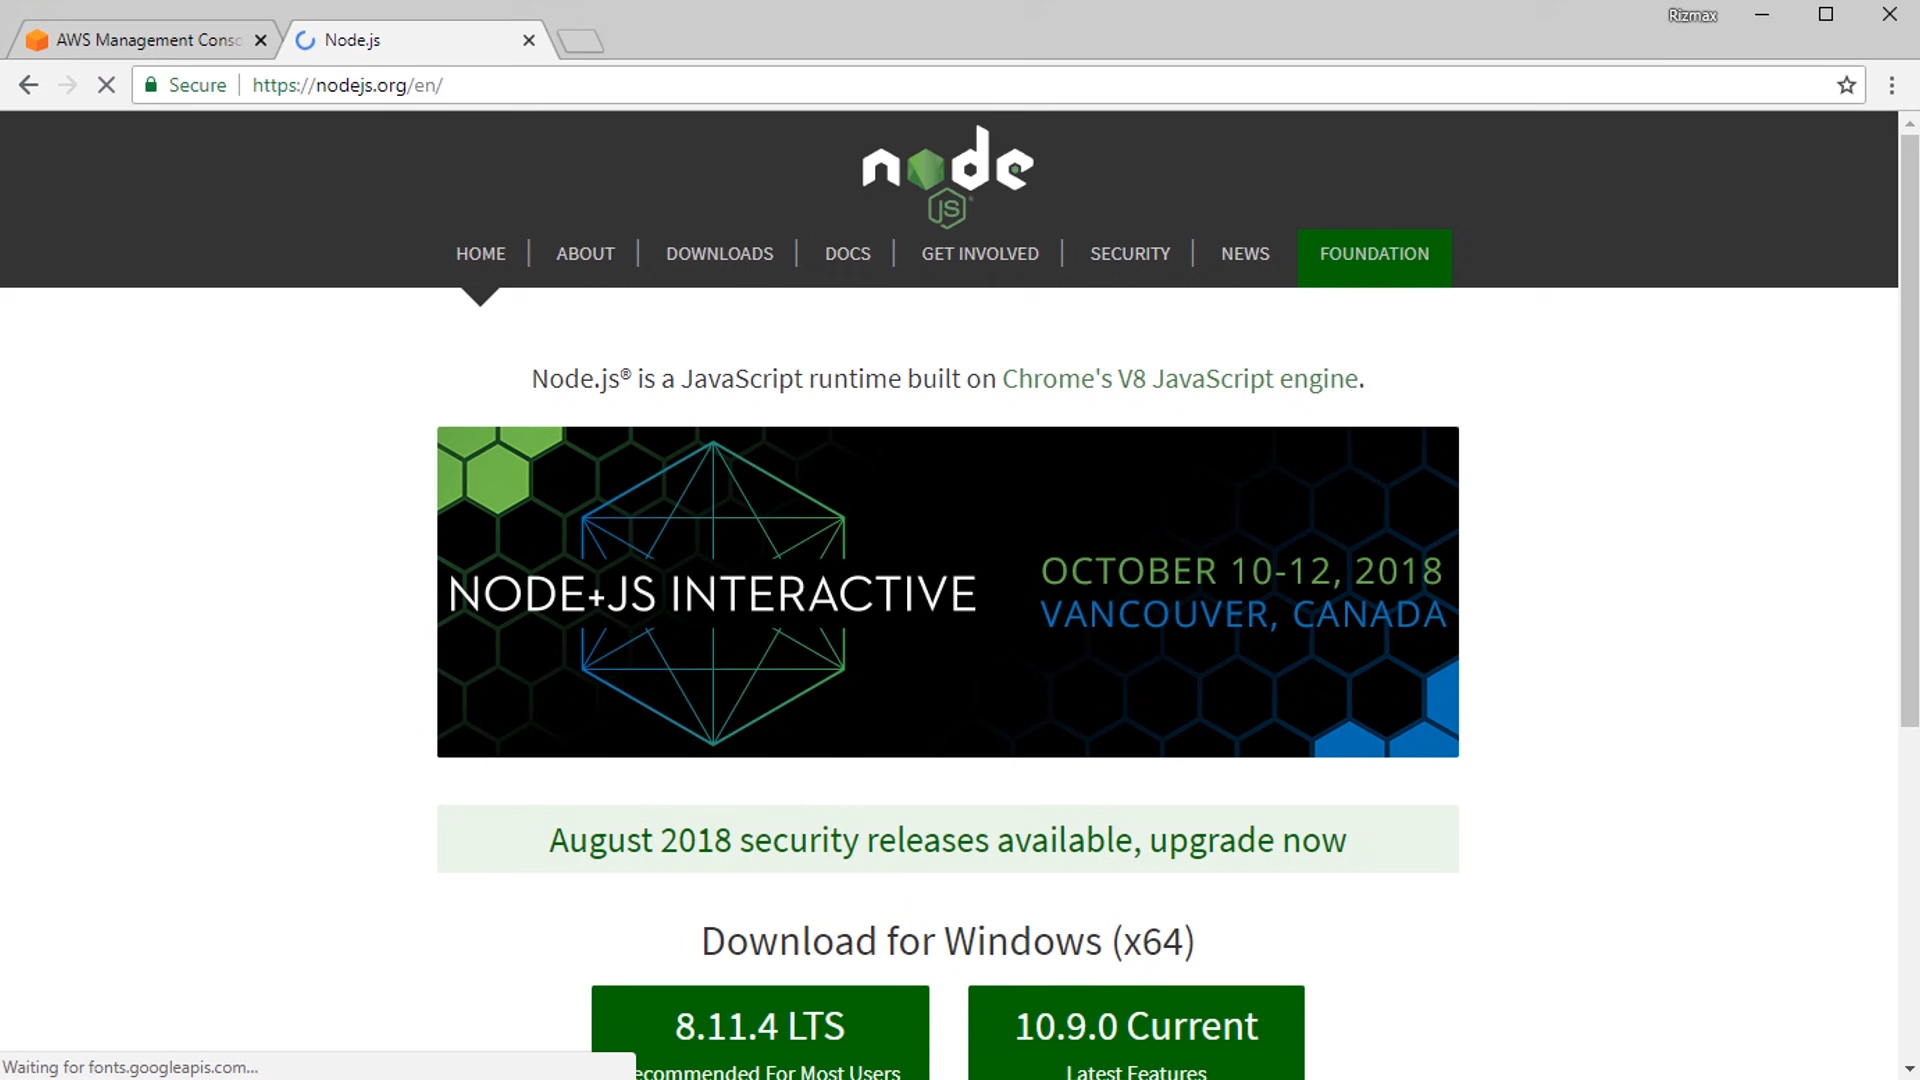 Rizmax
AWS Management Conso
Node.js
Secure
https://nodejs.org/en/
node
JS
HOME
ABOUT
DOWNLOADS
DOCS
GET INVOLVED
SECURITY
NEWS
FOUNDATION
Node.js® is a JavaScript runtime built on Chrome's V8 JavaScript engine.
NODE+JS INTERACTIVE
OCTOBER 10-12, 2018
VANCOUVER, CANADA
August 2018 security releases available, upgrade now
Download for Windows (x64)
8.11.4 LTS
ecommended For Most Users
10.9.0 Current
Latest Features
Waiting for fonts.googleapis.com...